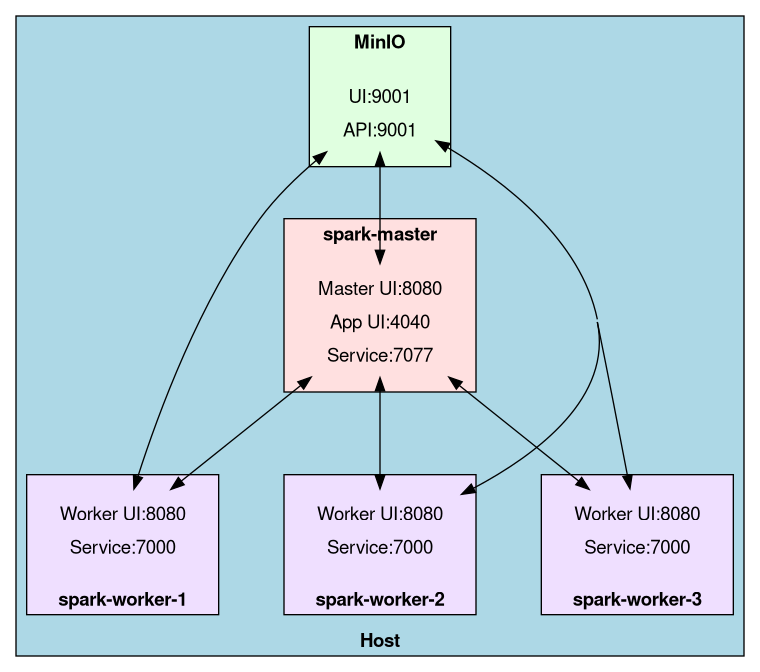 MinIO
UI:9001
API:9001
spark-master
Master UI:8080
App UI:4040
Service:7077
Worker UI:8080
Service:7000
spark-worker-1
Worker UI:8080
Service:7000
spark-worker-2
Worker UI:8080
Service:7000
spark-worker-3
Host